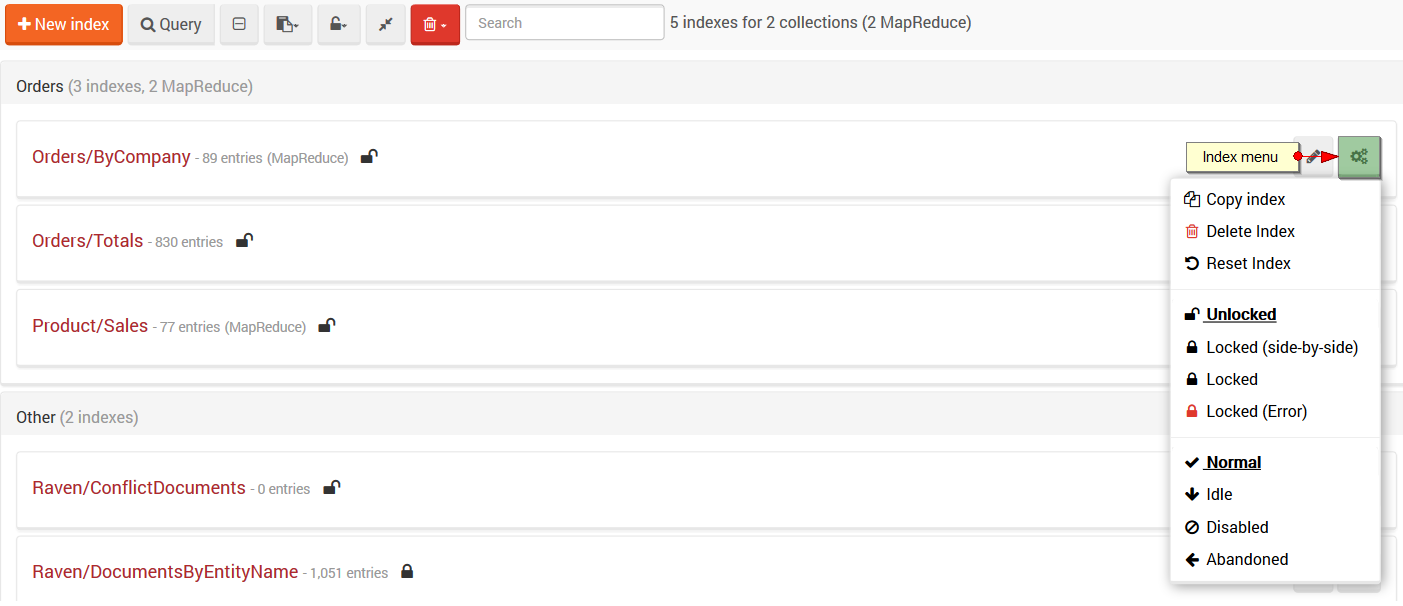 New index
Query
Search
5 indexes for 2 collections (2 MapReduce)
Orders (3 indexes, 2 MapReduce)
Orders/ByCompany - 89 entries (MapReduce)
Index menu
Copy index
Delete Index
Reset Index
Unlocked
Locked (side-by-side)
Locked
Locked (Error)
Normal
Idle
Disabled
Abandoned
Orders/Totals - 830 entries
Product/Sales - 77 entries (MapReduce)
Other (2 indexes)
Raven/ConflictDocuments - 0 entries
Raven/DocumentsByEntityName - 1,051 entries